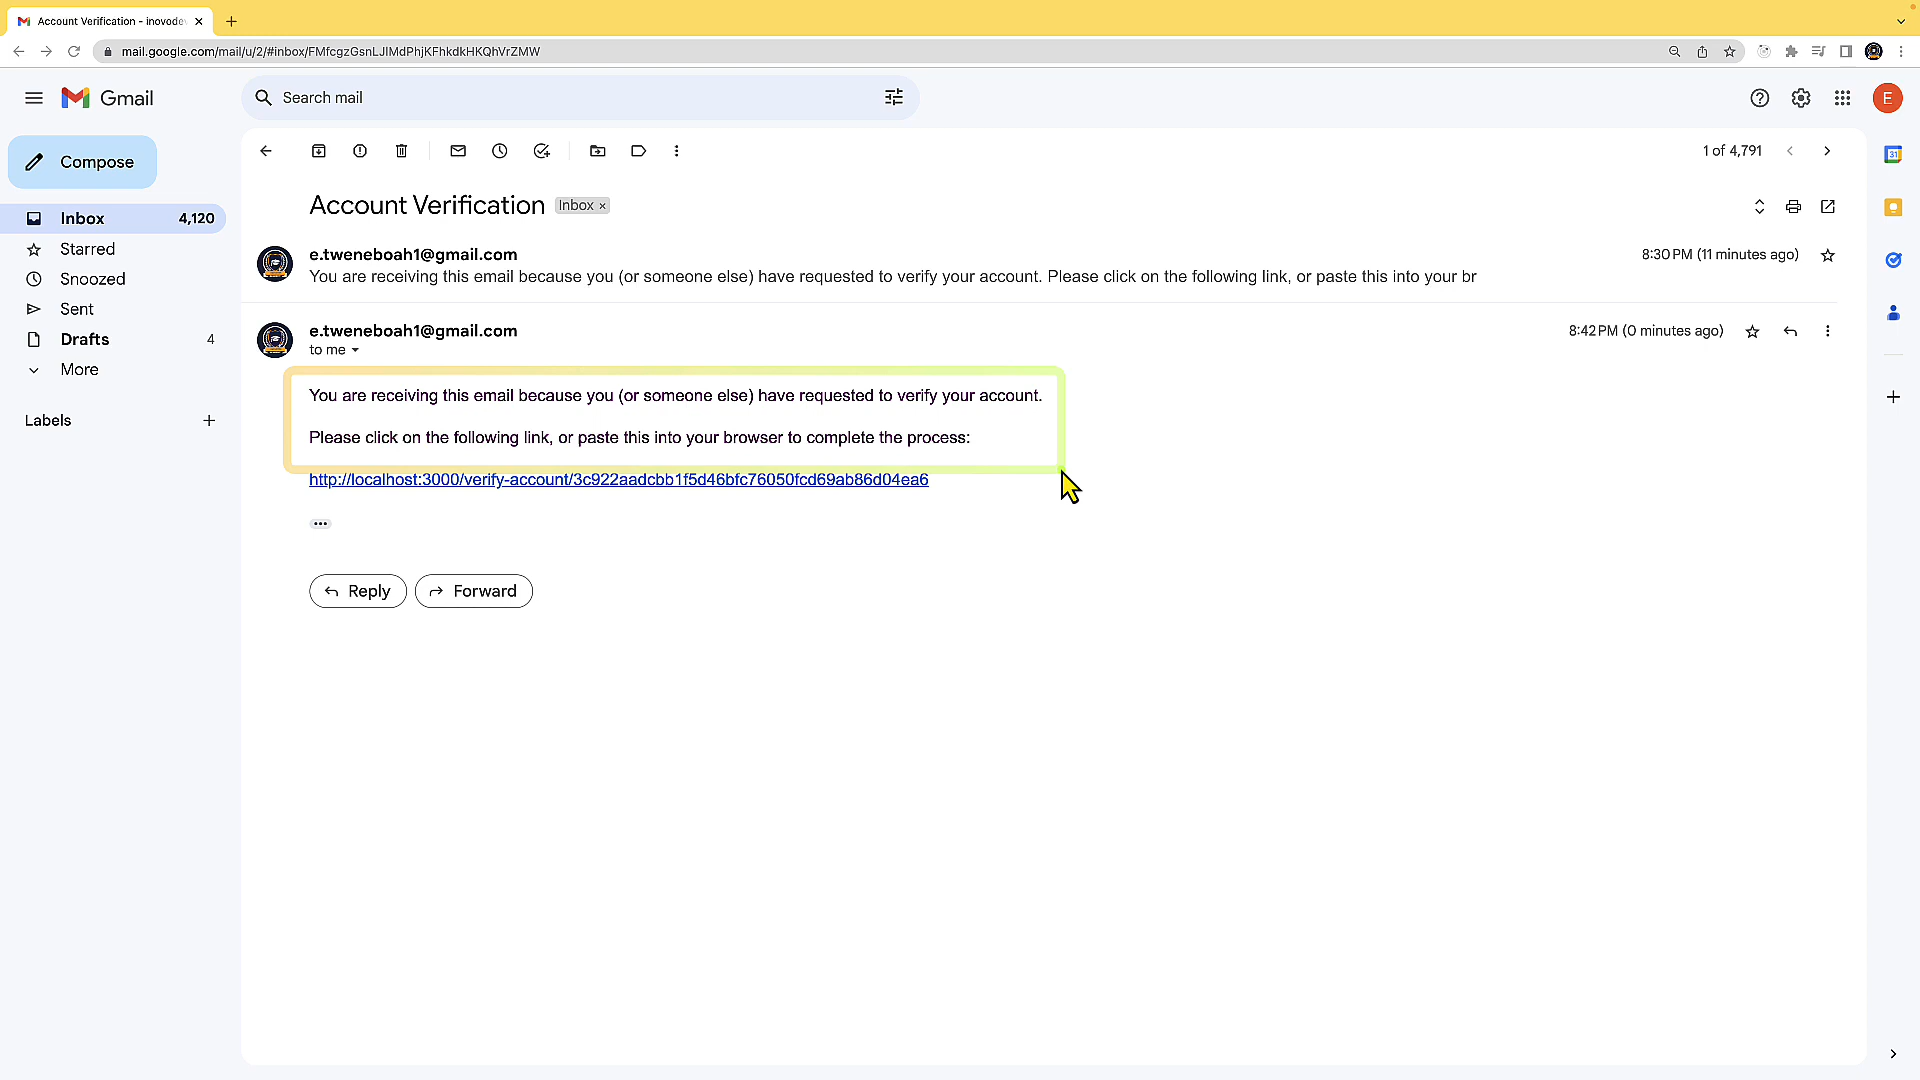 Account Verification - inovode
mail.google.com/mail/u/2/#inbox/FMfcgzGsnLJIMdPhjKFhkdkHKQhVrZMW
Gmail
Search mail
E
Compose
1 of 4,791
31
Account Verification
Inbox ×
Inbox 4,120
Starred
Snoozed
Sent
Drafts 4
More
Labels
e.tweneboah1@gmail.com
8:30 PM (11 minutes ago)
You are receiving this email because you (or someone else) have requested to verify your account. Please click on the following link, or paste this into your br
e.tweneboah1@gmail.com
8:42 PM (0 minutes ago)
to me
You are receiving this email because you (or someone else) have requested to verify your account.
Please click on the following link, or paste this into your browser to complete the process:
http://localhost:3000/verify-account/3c922aadcbb1f5d46bfc76050fcd69ab86d04ea6
Reply
Forward